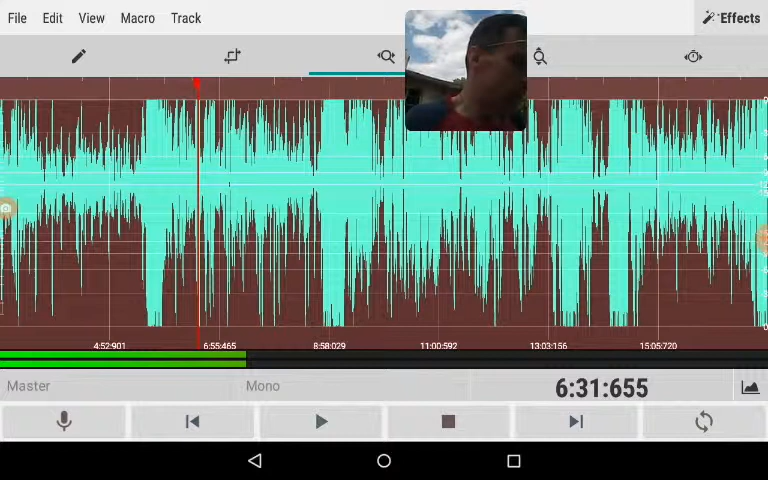 File Edit View Macro Track Effects
4:52:901 6:55:465 8:58:029 11:00:592 13:03:156 15:05:720
Master Mono 6:31:655